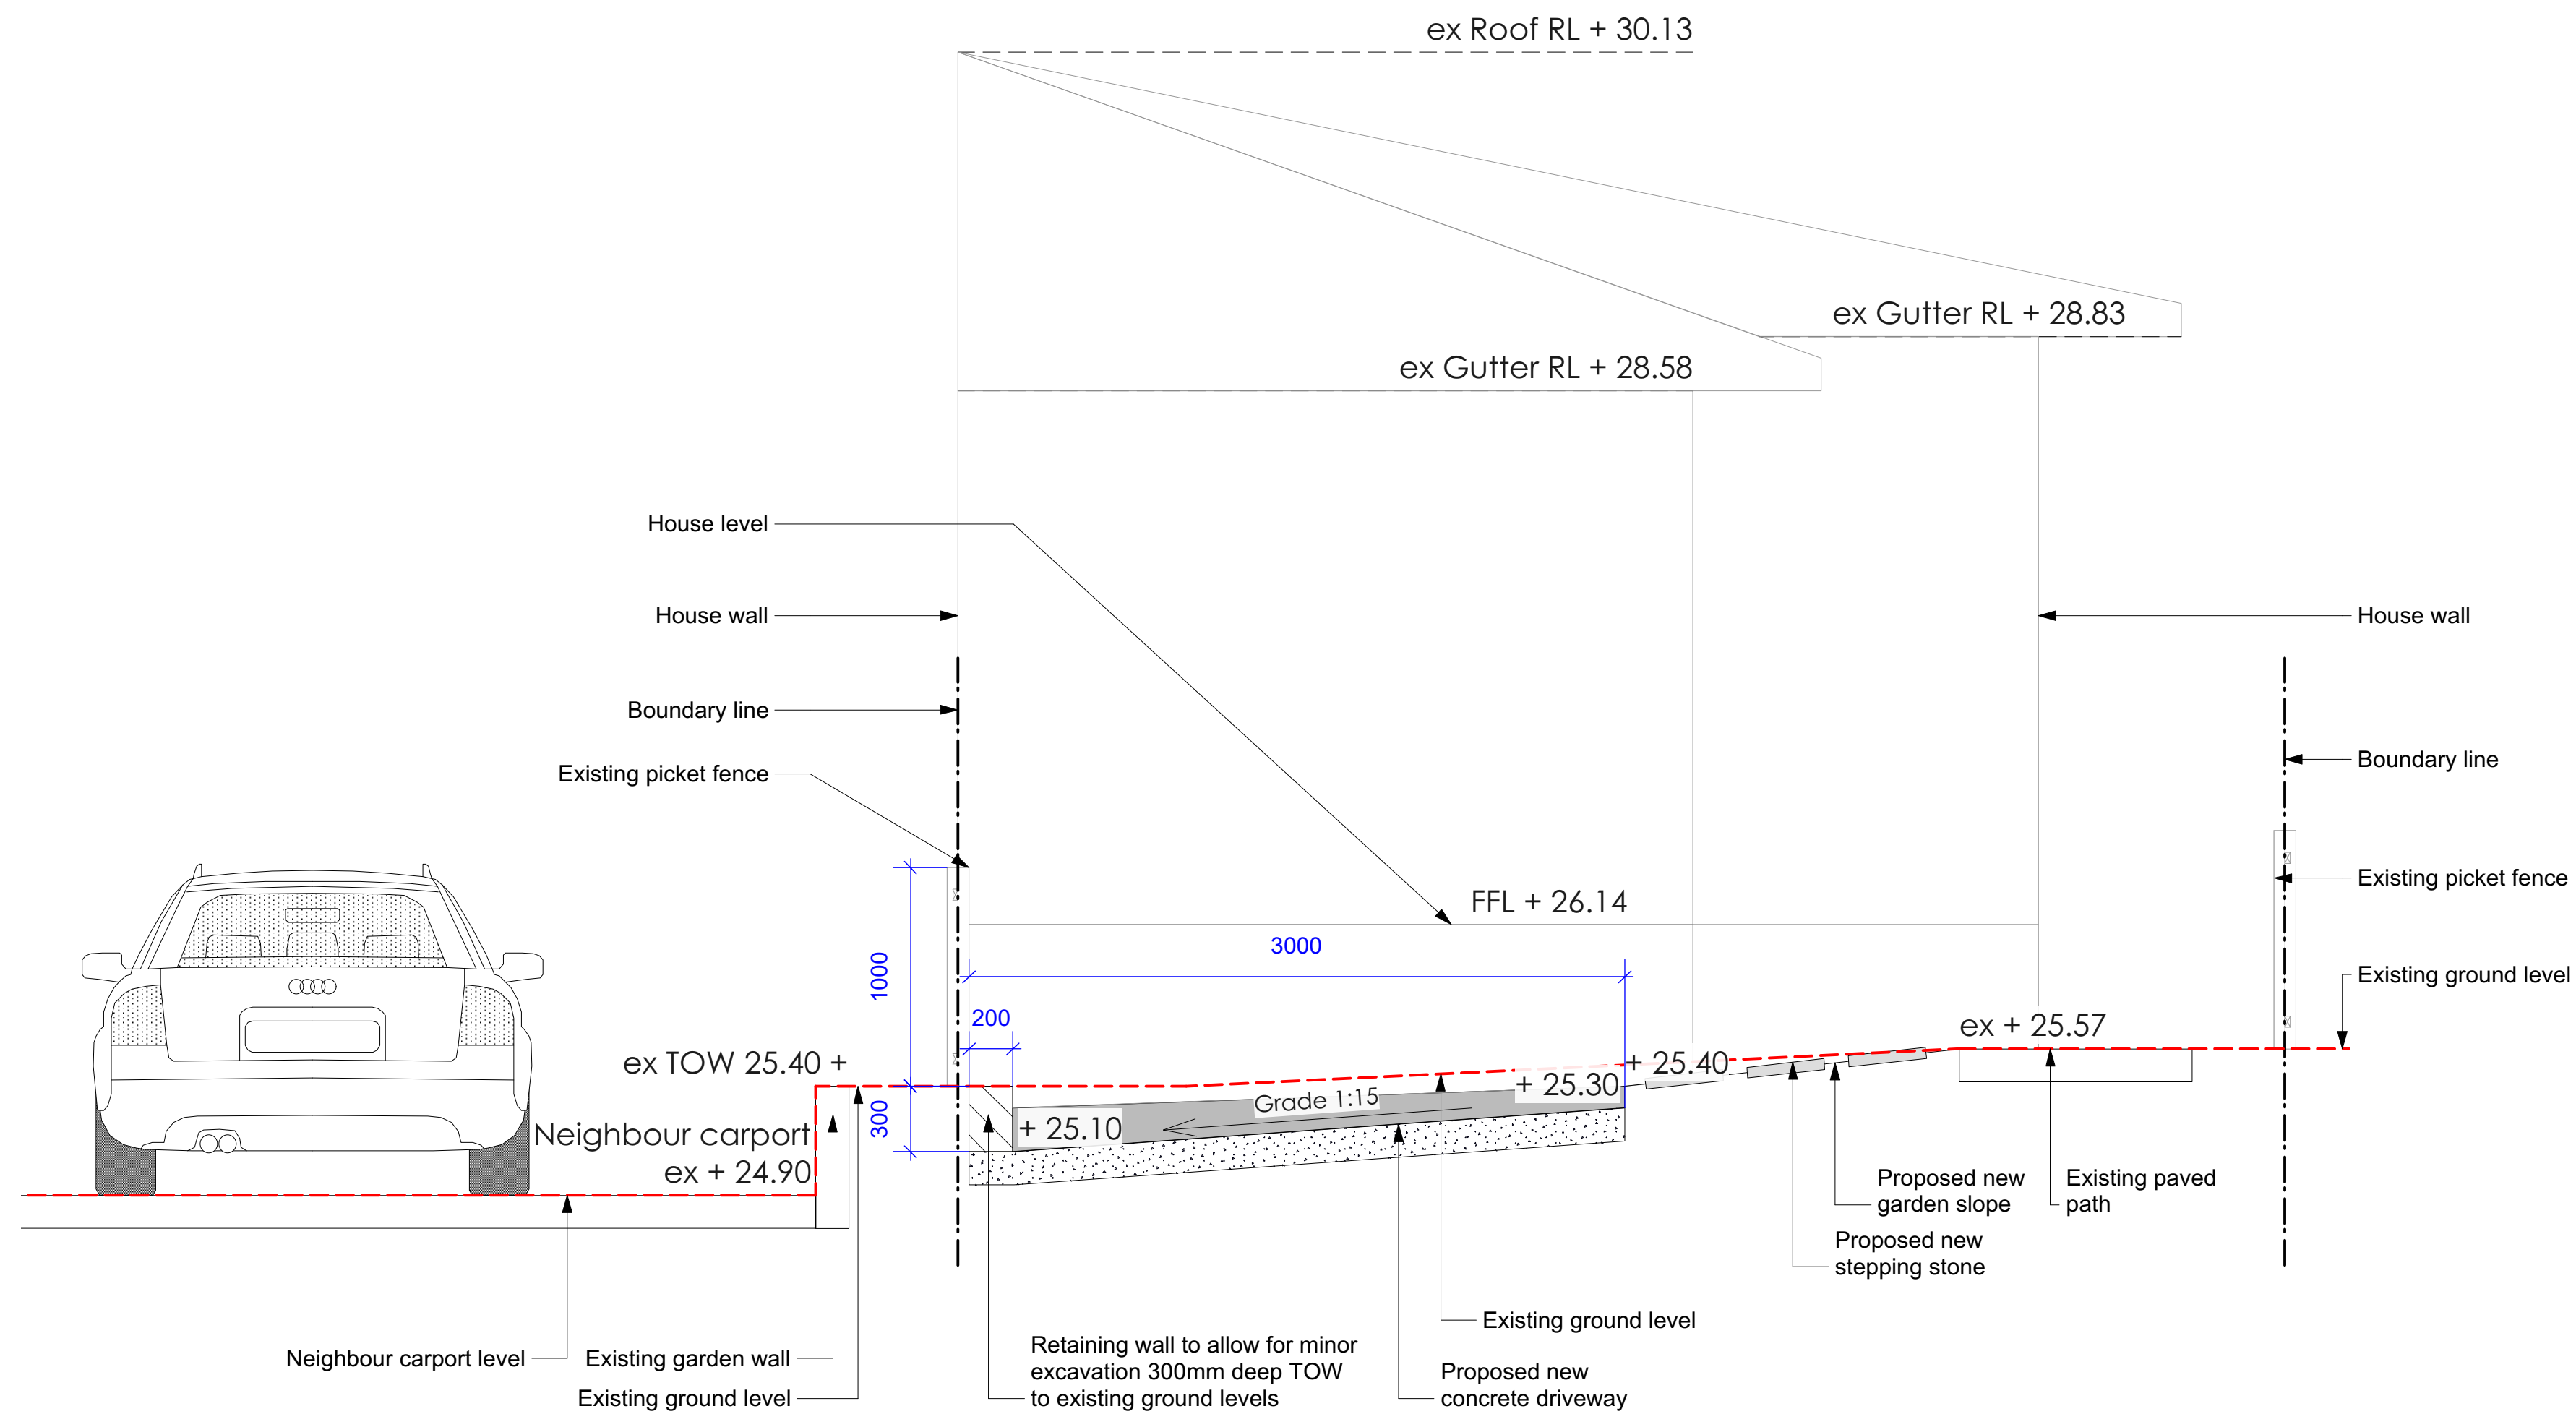 ex Roof RL + 30.13
ex Gutter RL + 28.83
ex Gutter RL + 28.58
House level
House wall
House wall
Boundary line
Boundary line
Existing picket fence
Existing picket fence
FFL + 26.14
3000
1000
200
Existing ground level
ex + 25.57
ex TOW 25.40 +
+ 25.40
+ 25.30
Grade 1:15
300
+ 25.10
Neighbour carport
ex + 24.90
Proposed new
garden slope
Existing paved
path
Proposed new
stepping stone
Existing ground level
Neighbour carport level
Existing garden wall
Existing ground level
Retaining wall to allow for minor
excavation 300mm deep TOW
to existing ground levels
Proposed new
concrete driveway